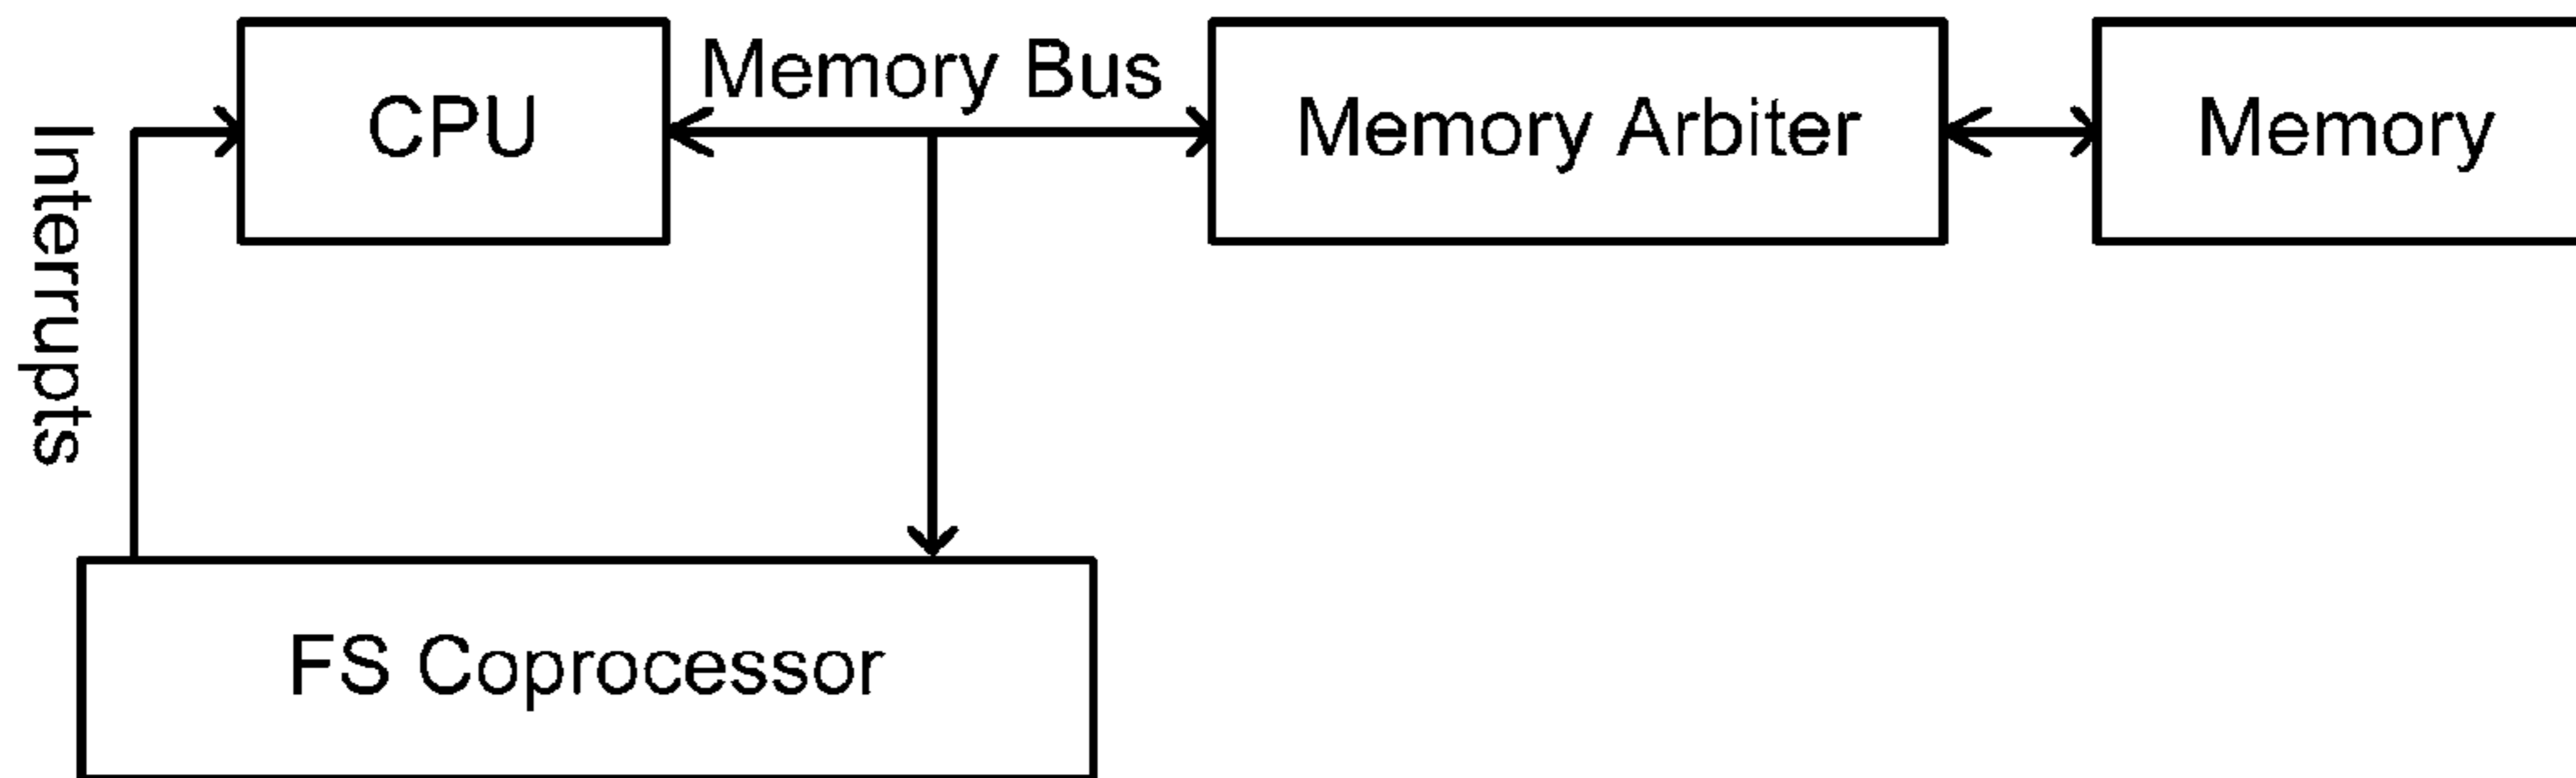 Interrupts
CPU
Memory Bus
Memory Arbiter
Memory
FS Coprocessor